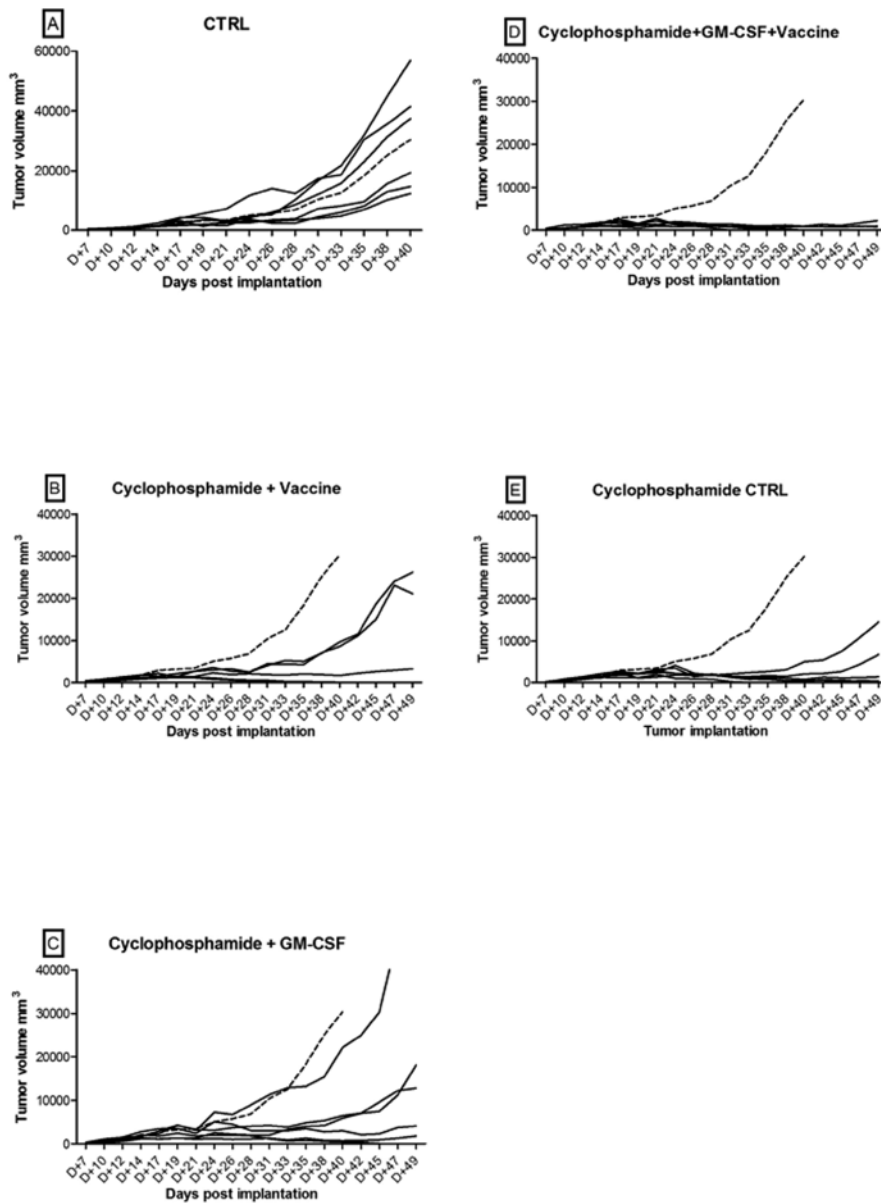 A
CTRL
Tumor volume mm³
60000
40000
20000
0
D+7
D+10
D+12
D+14
D+17
D+19
D+21
D+24
D+26
D+28
D+31
D+33
D+35
D+38
D+40
Days post implantation
D
Cyclophosphamide+GM-CSF+Vaccine
Tumor volume mm³
40000
30000
20000
10000
0
D+7
D+10
D+12
D+14
D+17
D+19
D+21
D+24
D+26
D+28
D+31
D+33
D+35
D+38
D+40
D+42
D+45
D+47
D+49
Days post implantation
B
Cyclophosphamide + Vaccine
Tumor volume mm³
40000
30000
20000
10000
0
D+7
D+10
D+12
D+14
D+17
D+19
D+21
D+24
D+26
D+28
D+31
D+33
D+35
D+38
D+40
D+42
D+45
D+47
D+49
Days post implantation
E
Cyclophosphamide CTRL
Tumor volume mm³
40000
30000
20000
10000
0
D+7
D+10
D+12
D+14
D+17
D+19
D+21
D+24
D+26
D+28
D+31
D+33
D+35
D+38
D+40
D+42
D+45
D+47
D+49
Tumor implantation
C
Cyclophosphamide + GM-CSF
Tumor volume mm³
40000
30000
20000
10000
0
D+7
D+10
D+12
D+14
D+17
D+19
D+21
D+24
D+26
D+28
D+31
D+33
D+35
D+38
D+40
D+42
D+45
D+47
D+49
Days post implantation